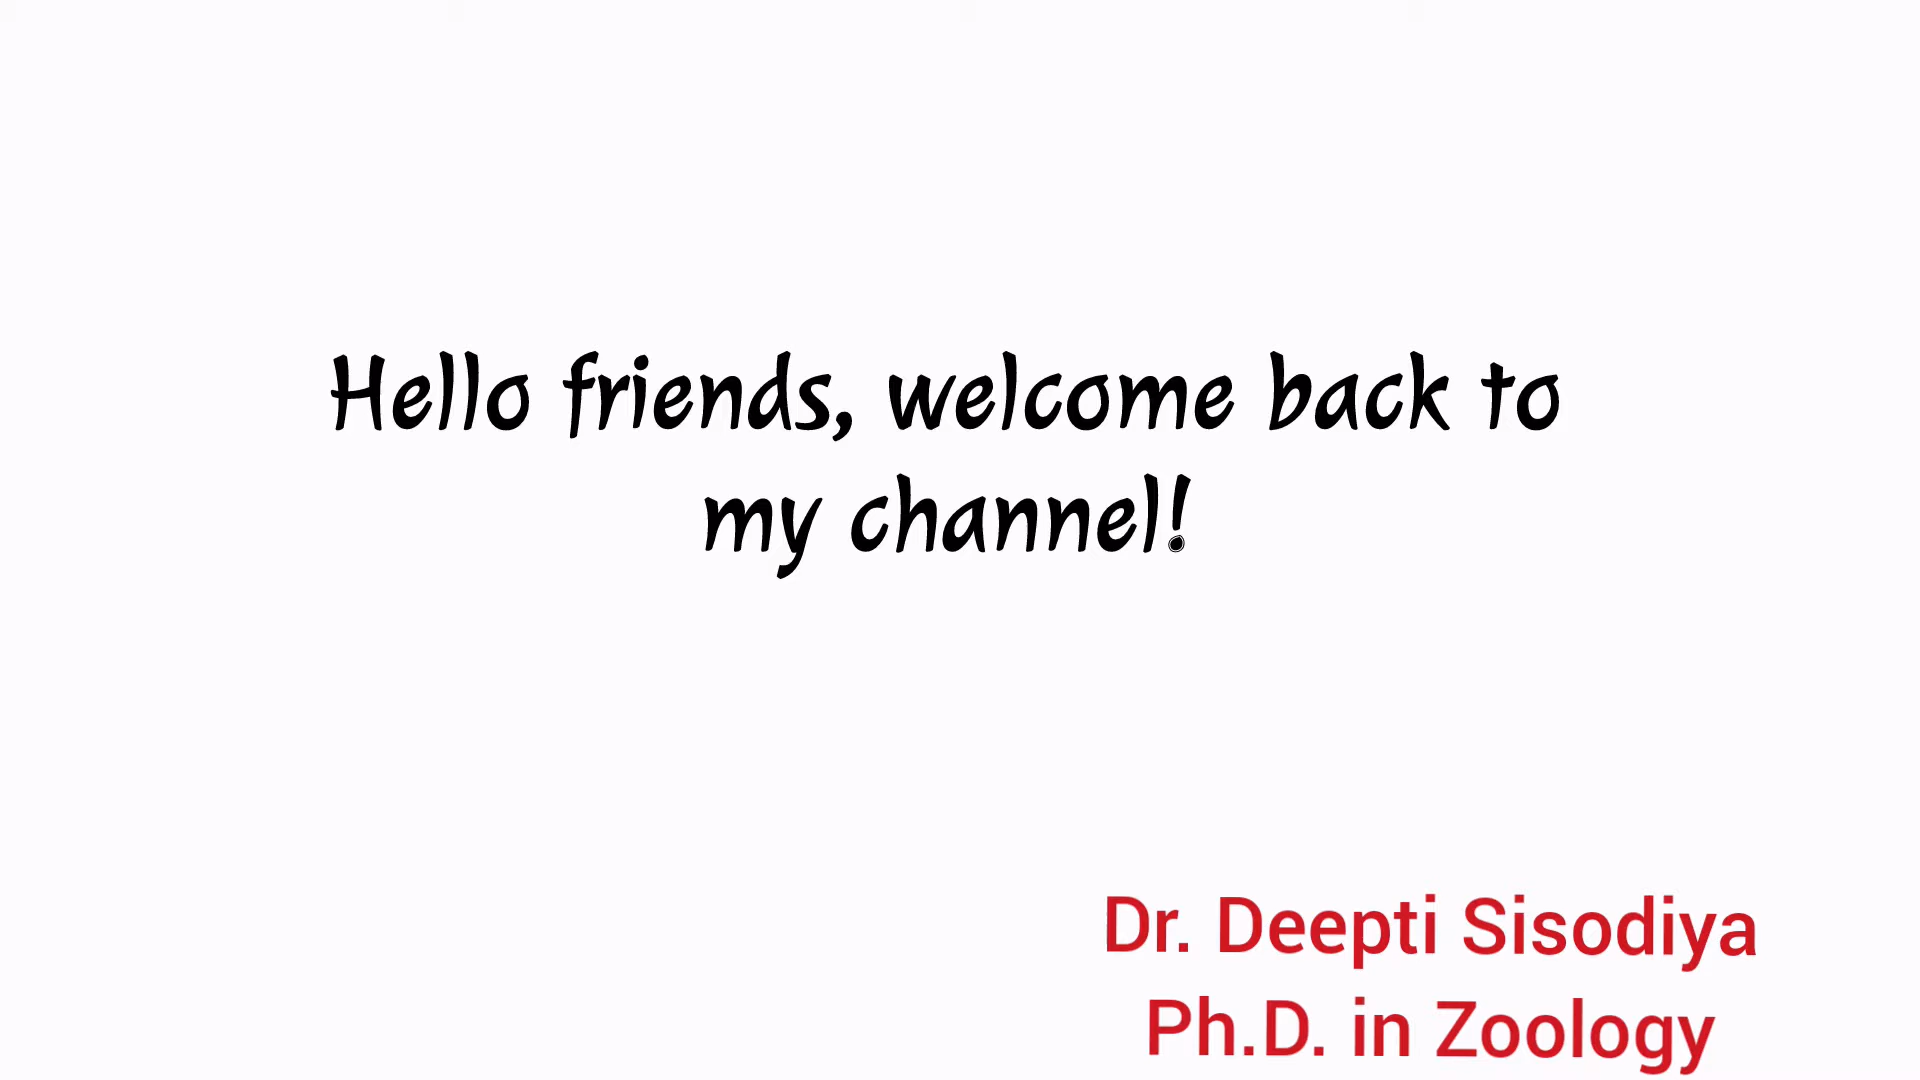 Hello friends, welcome back to
my channel!
Dr. Deepti Sisodiya
Ph.D. in Zoology